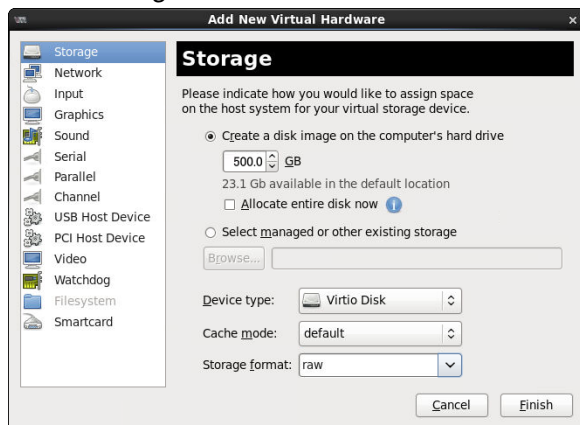 Add New Virtual Hardware
Storage
Network
Input
Graphics
Sound
Serial
Parallel
Channel
USB Host Device
PCI Host Device
Video
Watchdog
Filesystem
Smartcard
Storage
Please indicate how you would like to assign space
on the host system for your virtual storage device.
Create a disk image on the computer's hard drive
500.0 GB
23.1 Gb available in the default location
Allocate entire disk now
Select managed or other existing storage
Browse...
Device type: Virtio Disk
Cache mode: default
Storage format: raw
Cancel Finish